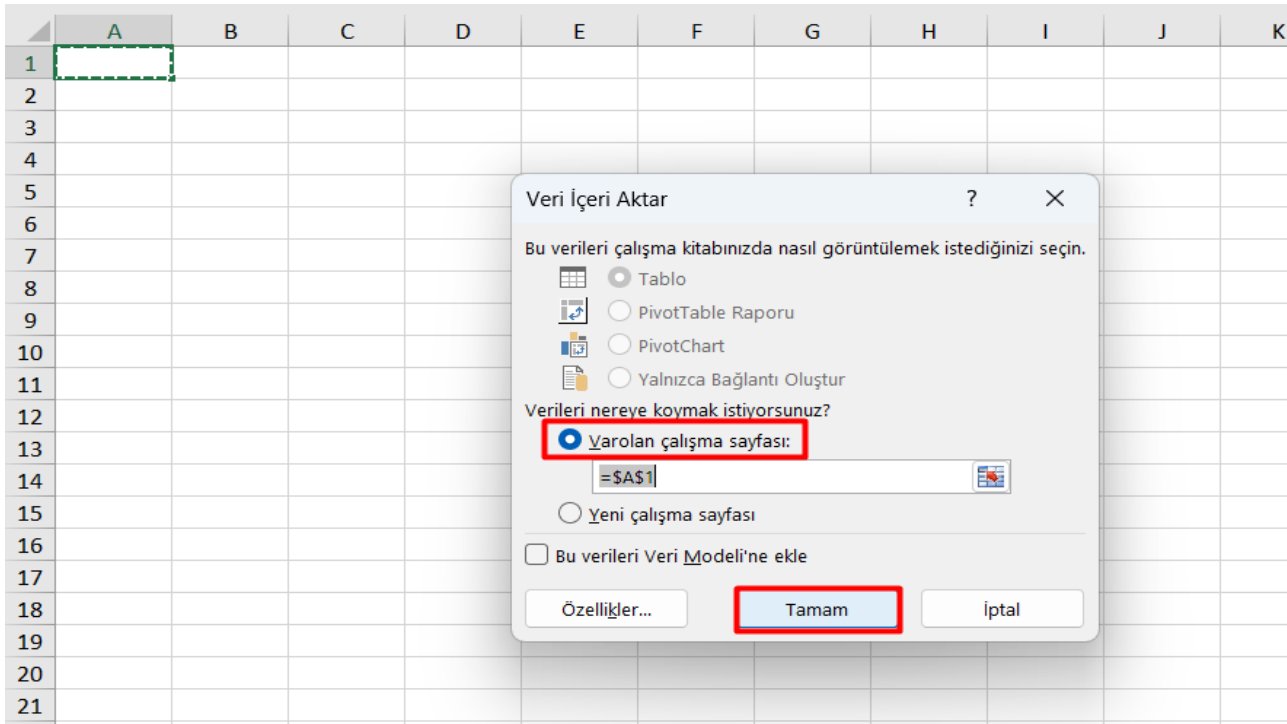 A B C D E F G H I J K
1
2
3
4
5
6
7
8
9
10
11
12
13
14
15
16
17
18
19
20
21
Veri İçeri Aktar ?
Bu verileri çalışma kitabınızda nasıl görüntülemek istediğinizi seçin.
Tablo
PivotTable Raporu
PivotChart
Yalnızca Bağlantı Oluştur
Verileri nereye koymak istiyorsunuz?
Varolan çalışma sayfası:
=$A$1
Yeni çalışma sayfası
Bu verileri Veri Modeli'ne ekle
Özellikler... Tamam İptal